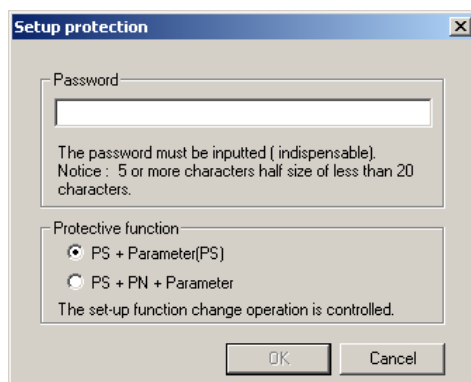 Setup protection
Password
The password must be inputted ( indispensable).
Notice :  5 or more characters half size of less than 20
characters.
Protective function
PS + Parameter(PS)
PS + PN + Parameter
The set-up function change operation is controlled.
OK
Cancel